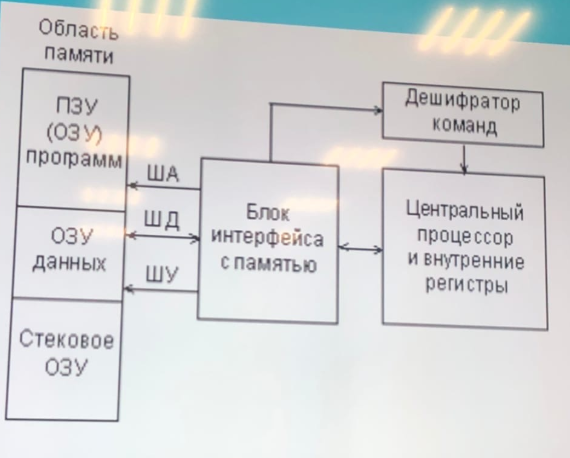 Область
памяти
ПЗУ
(ОЗУ)
программ
ОЗУ
данных
Стековое
ОЗУ
ША
ШД
ШУ
Блок
интерфейса
с памятью
Дешифратор
команд
Центральный
процессор
и внутренние
регистры